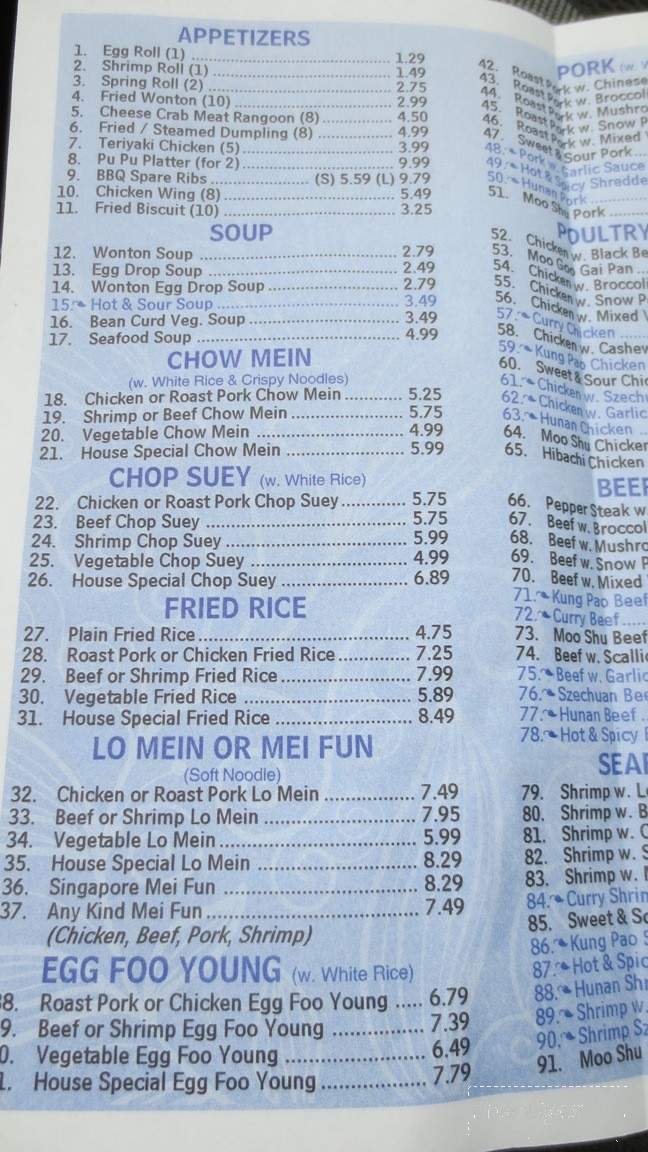 APPETIZERS
1. Egg Roll (1) 1.29
2. Shrimp Roll (1) 1.49
3. Spring Roll (2) 2.75
4. Fried Wonton (10) 2.99
5. Cheese Crab Meat Rangoon (8) 4.50
6. Fried / Steamed Dumpling (8) 4.99
7. Teriyaki Chicken (5) 3.99
8. Pu Pu Platter (for 2) 9.99
9. BBQ Spare Ribs (S) 5.59 (L) 9.79
10. Chicken Wing (8) 5.49
11. Fried Biscuit (10) 3.25
SOUP
12. Wonton Soup 2.79
13. Egg Drop Soup 2.49
14. Wonton Egg Drop Soup 2.79
15. Hot & Sour Soup 3.49
16. Bean Curd Veg. Soup 3.49
17. Seafood Soup 4.99
CHOW MEIN
(w. White Rice & Crispy Noodles)
18. Chicken or Roast Pork Chow Mein 5.25
19. Shrimp or Beef Chow Mein 5.75
20. Vegetable Chow Mein 4.99
21. House Special Chow Mein 5.99
CHOP SUEY (w. White Rice)
22. Chicken or Roast Pork Chop Suey 5.75
23. Beef Chop Suey 5.75
24. Shrimp Chop Suey 5.99
25. Vegetable Chop Suey 4.99
26. House Special Chop Suey 6.89
FRIED RICE
27. Plain Fried Rice 4.75
28. Roast Pork or Chicken Fried Rice 7.25
29. Beef or Shrimp Fried Rice 7.99
30. Vegetable Fried Rice 5.89
31. House Special Fried Rice 8.49
LO MEIN OR MEI FUN
(Soft Noodle)
32. Chicken or Roast Pork Lo Mein 7.49
33. Beef or Shrimp Lo Mein 7.95
34. Vegetable Lo Mein 5.99
35. House Special Lo Mein 8.29
36. Singapore Mei Fun 8.29
37. Any Kind Mei Fun 7.49
(Chicken, Beef, Pork, Shrimp)
EGG FOO YOUNG (w. White Rice)
8. Roast Pork or Chicken Egg Foo Young 6.79
9. Beef or Shrimp Egg Foo Young 7.39
0. Vegetable Egg Foo Young 6.49
1. House Special Egg Foo Young 7.79
PORK (w. W
42. Roast Pork w. Chinese
43. Roast Pork w. Broccoli
44. Roast Pork w. Mushro
45. Roast Pork w. Snow P
46. Roast Pork w. Mixed
47. Sweet & Sour Pork
48. Pork w. Garlic Sauce
49. Hot & Spicy Shredde
50. Hunan Pork
51. Moo Shu Pork
POULTRY
52. Chicken w. Black Be
53. Moo Goo Gai Pan
54. Chicken w. Broccoli
55. Chicken w. Snow P
56. Chicken w. Mixed V
57. Curry Chicken
58. Chicken w. Cashew
59. Kung Pao Chicken
60. Sweet & Sour Chic
61. Chicken w. Szech
62. Chicken w. Garlic
63. Hunan Chicken
64. Moo Shu Chicken
65. Hibachi Chicken
BEEF
66. Pepper Steak w
67. Beef w. Broccol
68. Beef w. Mushro
69. Beef w. Snow P
70. Beef w. Mixed
71. Kung Pao Beef
72. Curry Beef
73. Moo Shu Beef
74. Beef w. Scalli
75. Beef w. Garlic
76. Szechuan Bee
77. Hunan Beef
78. Hot & Spicy B
SEAF
79. Shrimp w. L
80. Shrimp w. B
81. Shrimp w. C
82. Shrimp w. S
83. Shrimp w.
84. Curry Shrim
85. Sweet & So
86. Kung Pao S
87. Hot & Spic
88. Hunan Shr
89. Shrimp w.
90. Shrimp Sz
91. Moo Shu